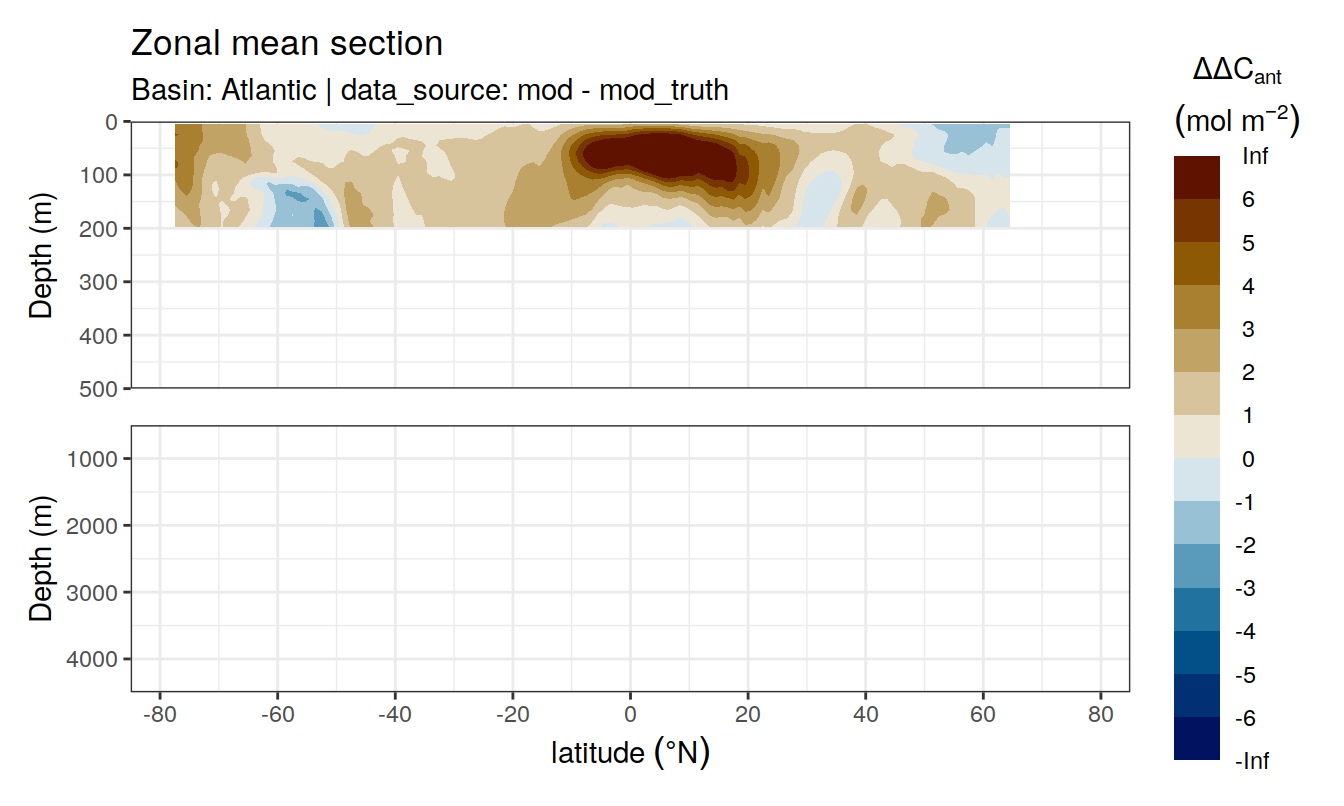 Zonal mean section
Basin: Atlantic | data_source: mod - mod_truth
ΔΔCant
(mol m−2)
Inf
6
5
4
3
2
1
0
-1
-2
-3
-4
-5
-6
-Inf
Depth (m)
0
100
200
300
400
500
Depth (m)
1000
2000
3000
4000
-80 -60 -40 -20 0 20 40 60 80
latitude (°N)